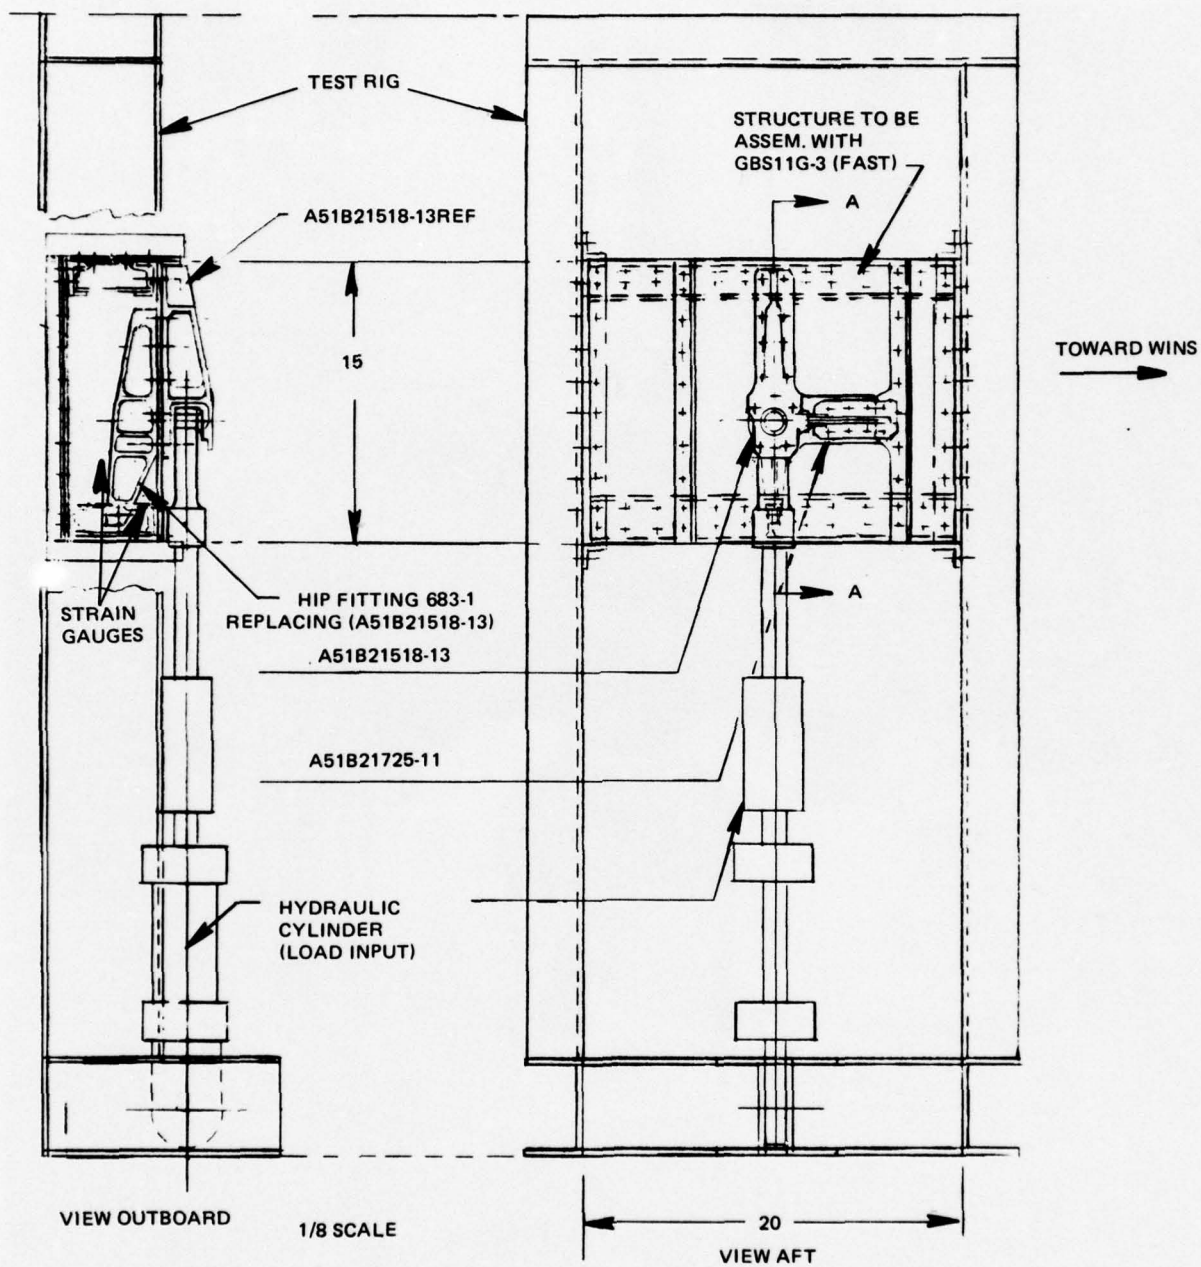 TEST RIG
STRUCTURE TO BE
ASSEM. WITH
GBS11G-3 (FAST)
A
A51B21518-13REF
15
TOWARD WINS
STRAIN
GAUGES
HIP FITTING 683-1
REPLACING (A51B21518-13)
A51B21518-13
A
A51B21725-11
HYDRAULIC
CYLINDER
(LOAD INPUT)
VIEW OUTBOARD
1/8 SCALE
20
VIEW AFT